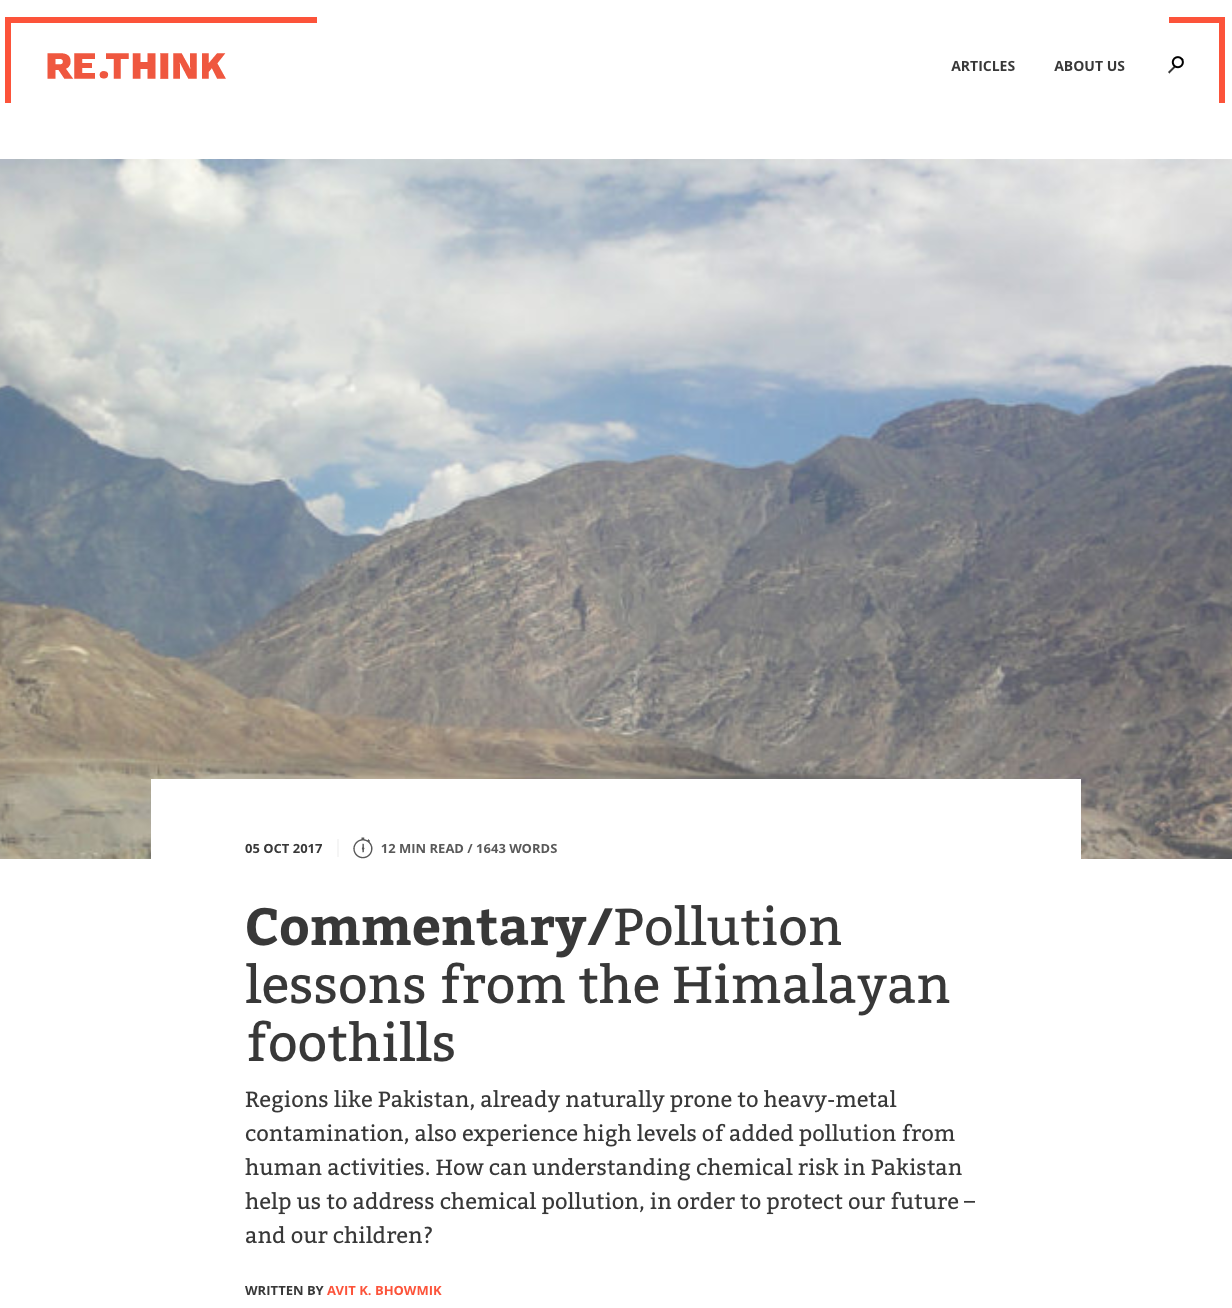 RE.THINK
ARTICLES
ABOUT US
05 OCT 2017
12 MIN READ / 1643 WORDS
Commentary/Pollution
lessons from the Himalayan
foothills
Regions like Pakistan, already naturally prone to heavy-metal
contamination, also experience high levels of added pollution from
human activities. How can understanding chemical risk in Pakistan
help us to address chemical pollution, in order to protect our future –
and our children?
WRITTEN BY AVIT K. BHOWMIK